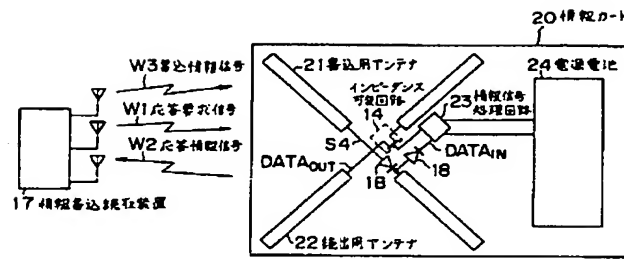 20 情報カード
W3 書込情報信号
21 書込用アンテナ
24 電源電池
インピーダンス
可変回路
14
23 情報信号
処理回路
W1 応答要求信号
S4
W2 応答情報信号
DATAOUT
DATAIN
18
18
17 情報書込読取装置
22 読出用アンテナ